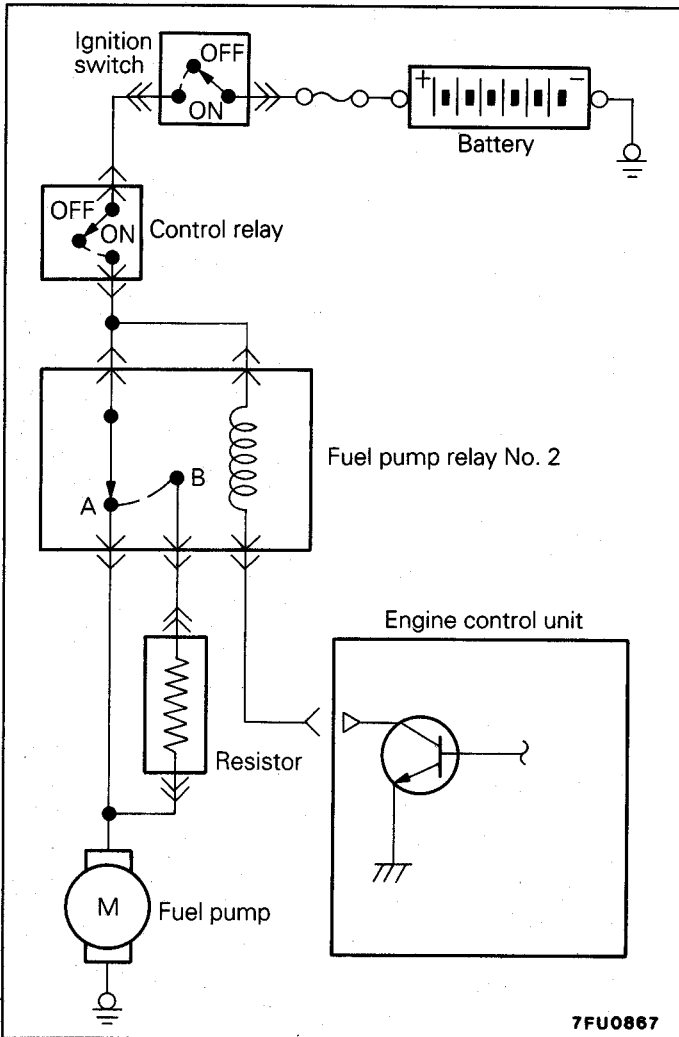 Ignition
switch
OFF
ON
+
−
Battery
OFF
ON
Control relay
A
B
Fuel pump relay No. 2
Engine control unit
Resistor
M
Fuel pump
7FU0867